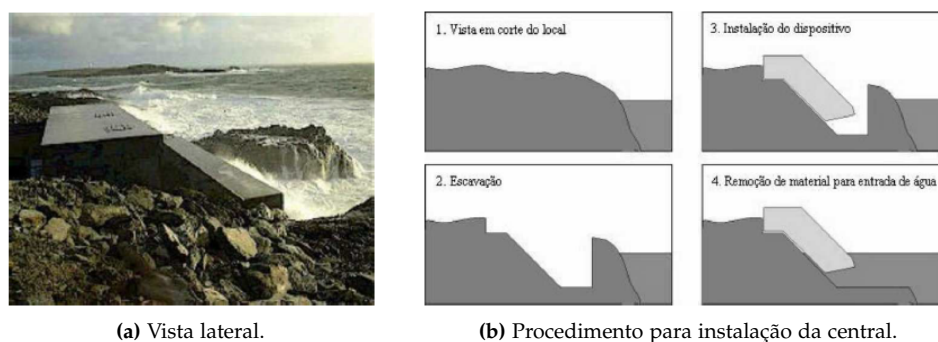 1. Vista em corte do local
3. Instalação do dispositivo
2. Escavação
4. Remoção de material para entrada de água
(a) Vista lateral.
(b) Procedimento para instalação da central.